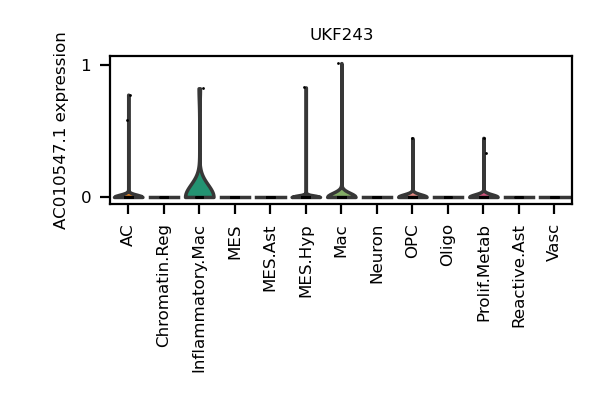 UKF243
AC010547.1 expression
1
0
AC
Chromatin.Reg
Inflammatory.Mac
MES
MES.Ast
MES.Hyp
Mac
Neuron
OPC
Oligo
Prolif.Metab
Reactive.Ast
Vasc